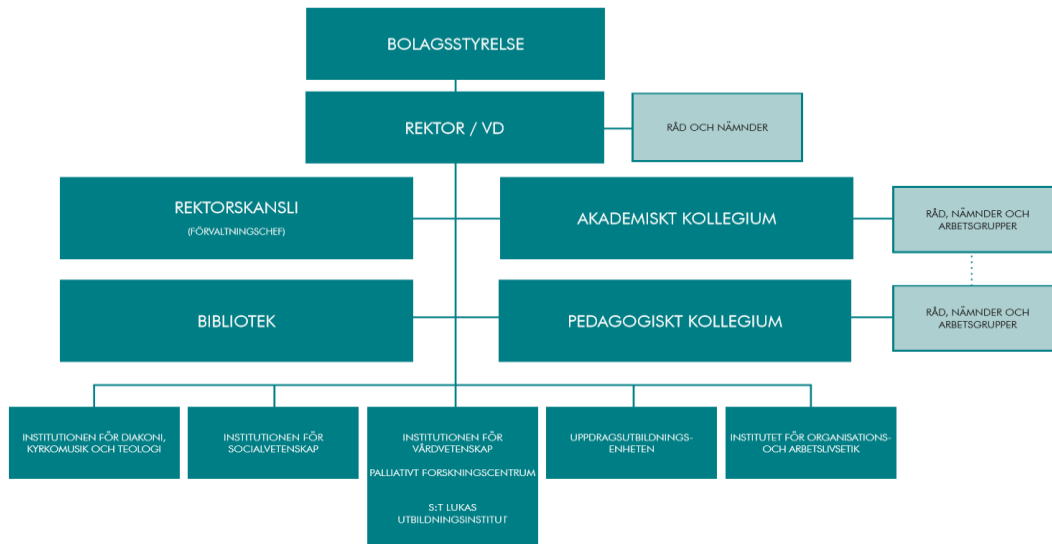 BOLAGSSTYRELSE
REKTOR / VD
RÅD OCH NÄMNDER
REKTORSKANSLI
(FÖRVALTNINGSCHEF)
AKADEMISKT KOLLEGIUM
RÅD, NÄMNDER OCH
ARBETSGRUPPER
BIBLIOTEK
PEDAGOGISKT KOLLEGIUM
RÅD, NÄMNDER OCH
ARBETSGRUPPER
INSTITUTIONEN FÖR DIAKONI,
KYRKOMUSIK OCH TEOLOGI
INSTITUTIONEN FÖR
SOCIALVETENSKAP
INSTITUTIONEN FÖR
VÅRDVETENSKAP
PALLIATIVT FORSKNINGSCENTRUM
S:T LUKAS
UTBILDNINGSINSTITUT
UPPDRAGSUTBILDNINGS-
ENHETEN
INSTITUTET FÖR ORGANISATIONS-
OCH ARBETSLIVSETIK